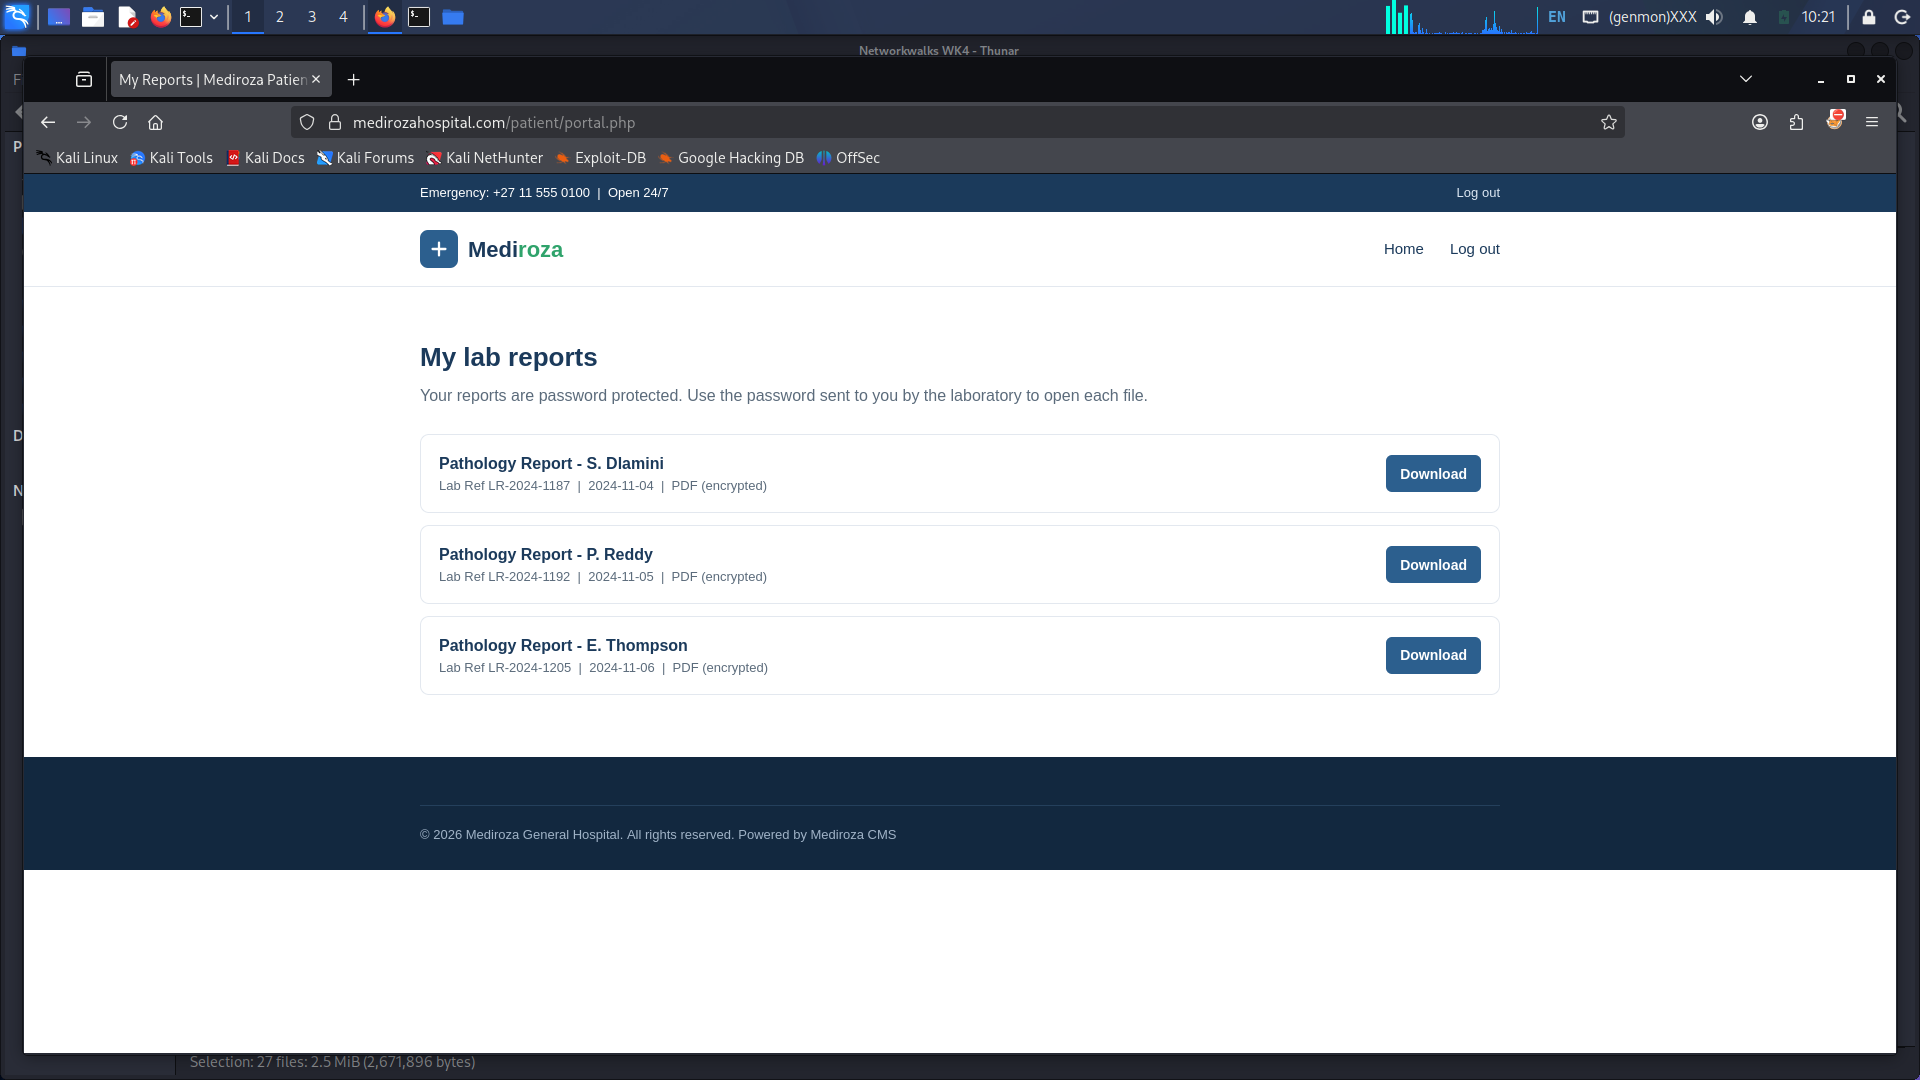 1 2 3 4 EN (genmon)XXX 10:21
Networkwalks WK4 - Thunar
My Reports | Mediroza Patien
medirozahospital.com/patient/portal.php
Kali Linux Kali Tools Kali Docs Kali Forums Kali NetHunter Exploit-DB Google Hacking DB OffSec
Emergency: +27 11 555 0100 | Open 24/7 Log out
Mediroza Home Log out
My lab reports
Your reports are password protected. Use the password sent to you by the laboratory to open each file.
Pathology Report - S. Dlamini
Lab Ref LR-2024-1187 | 2024-11-04 | PDF (encrypted)
Download
Pathology Report - P. Reddy
Lab Ref LR-2024-1192 | 2024-11-05 | PDF (encrypted)
Download
Pathology Report - E. Thompson
Lab Ref LR-2024-1205 | 2024-11-06 | PDF (encrypted)
Download
© 2026 Mediroza General Hospital. All rights reserved. Powered by Mediroza CMS
Selection: 27 files: 2.5 MiB (2,671,896 bytes)